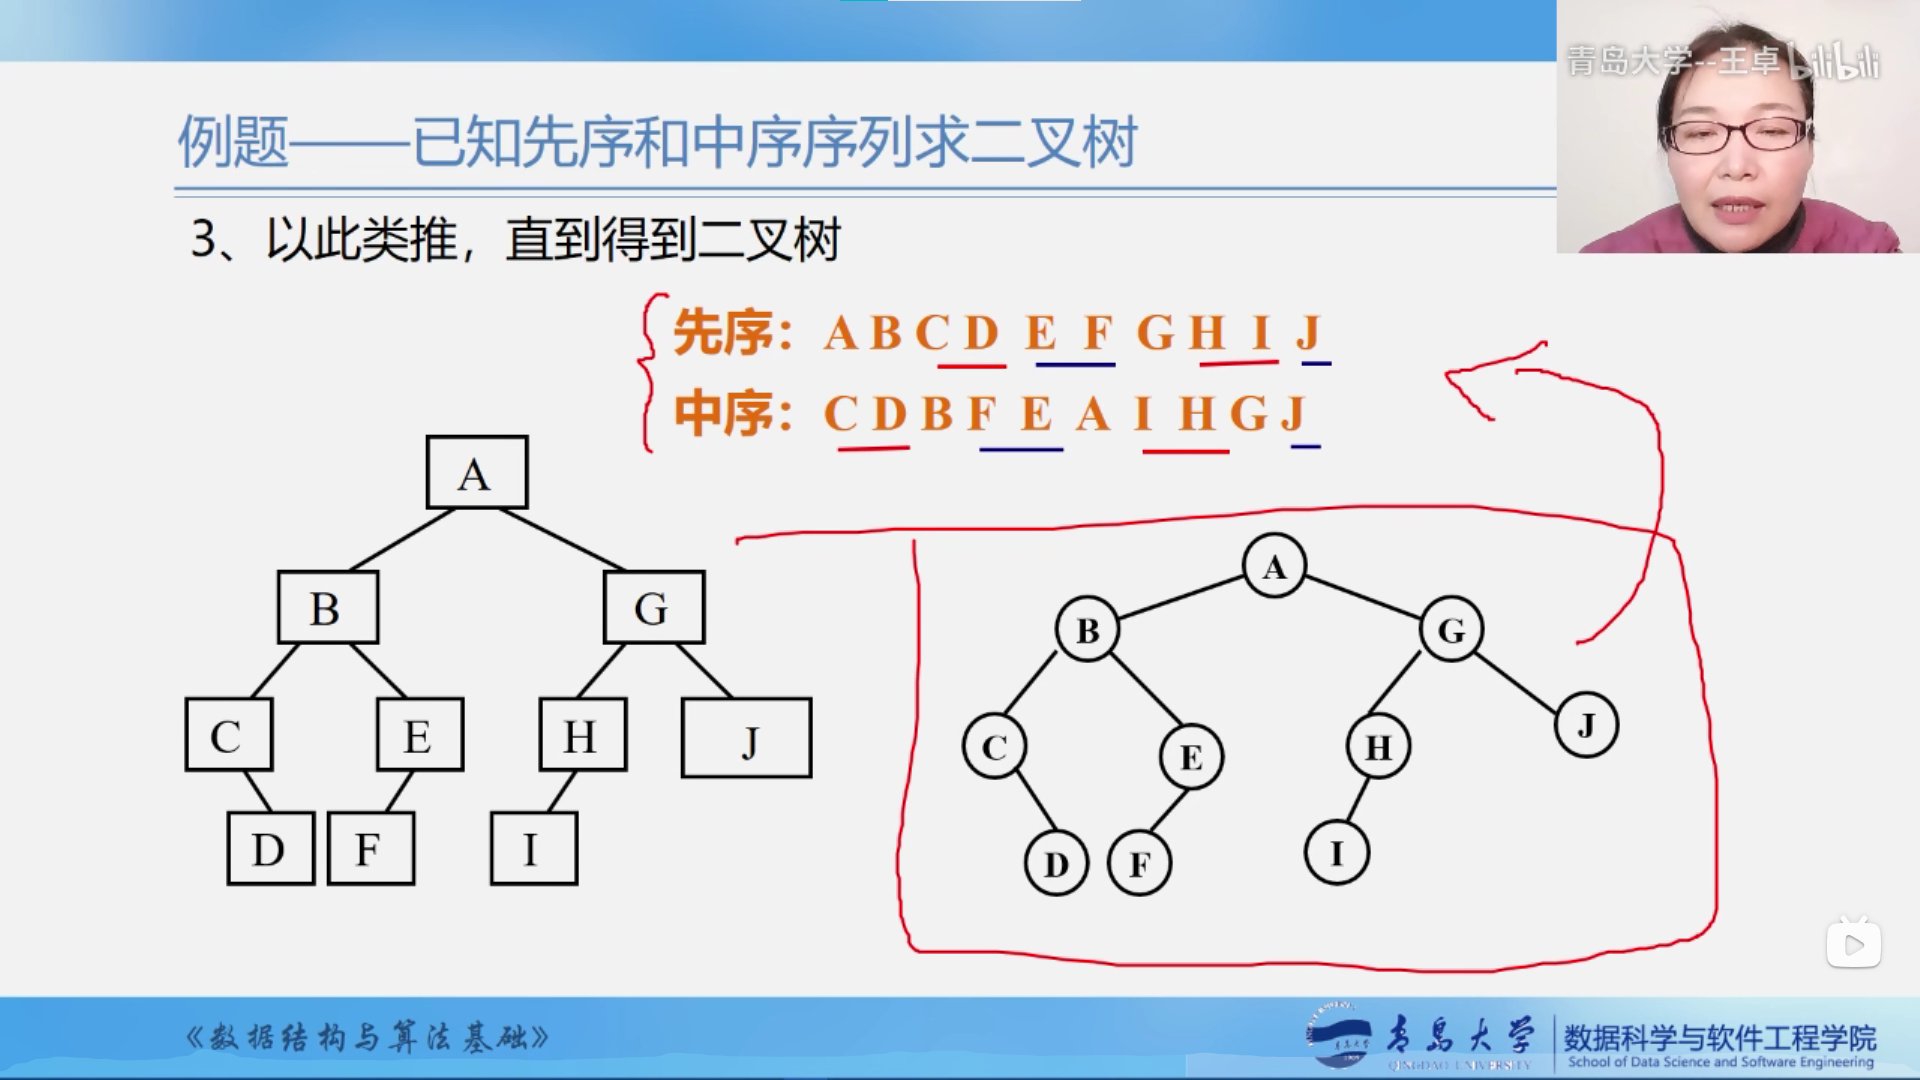 青岛大学--王卓 bilibili
例题——已知先序和中序序列求二叉树
3、以此类推，直到得到二叉树
先序：A B C D E F G H I J
中序：C D B F E A I H G J
A
B G
C E H J
D F I
A
B G
C E H J
D F I
《数据结构与算法基础》
青岛大学
QINGDAO UNIVERSITY
数据科学与软件工程学院
School of Data Science and Software Engineering